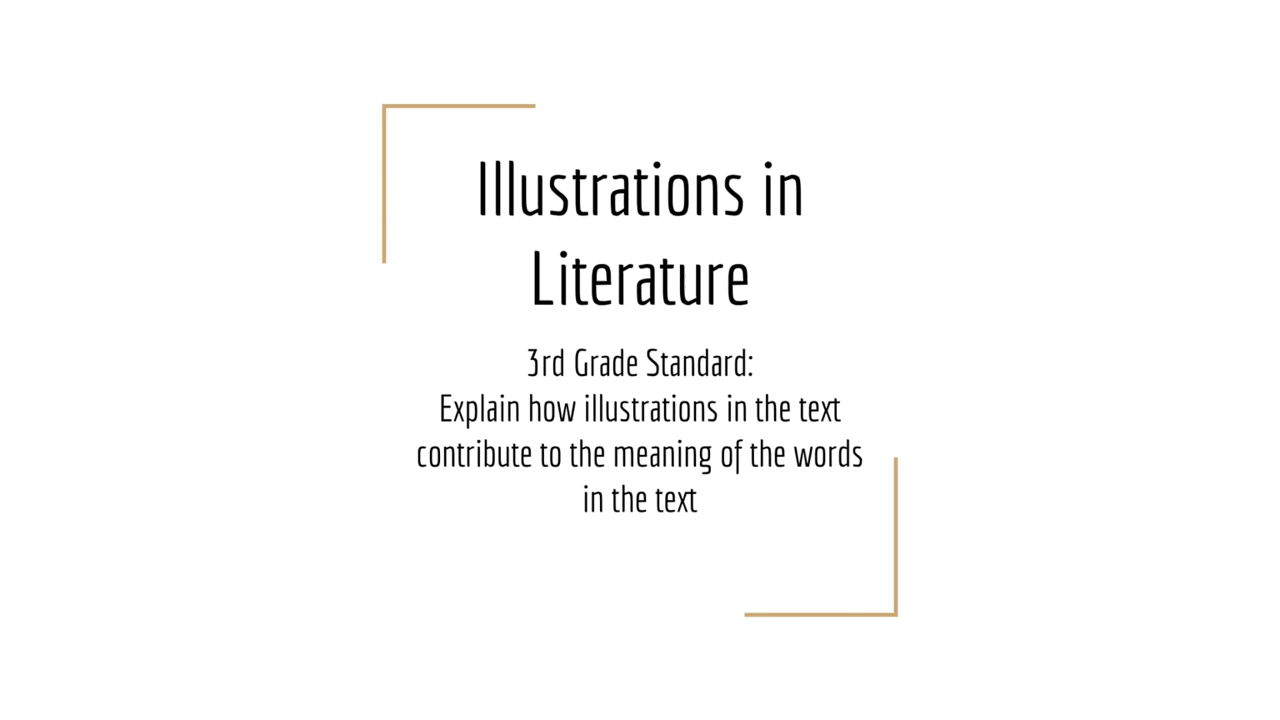 Illustrations in
Literature
3rd Grade Standard:
Explain how illustrations in the text
contribute to the meaning of the words
in the text